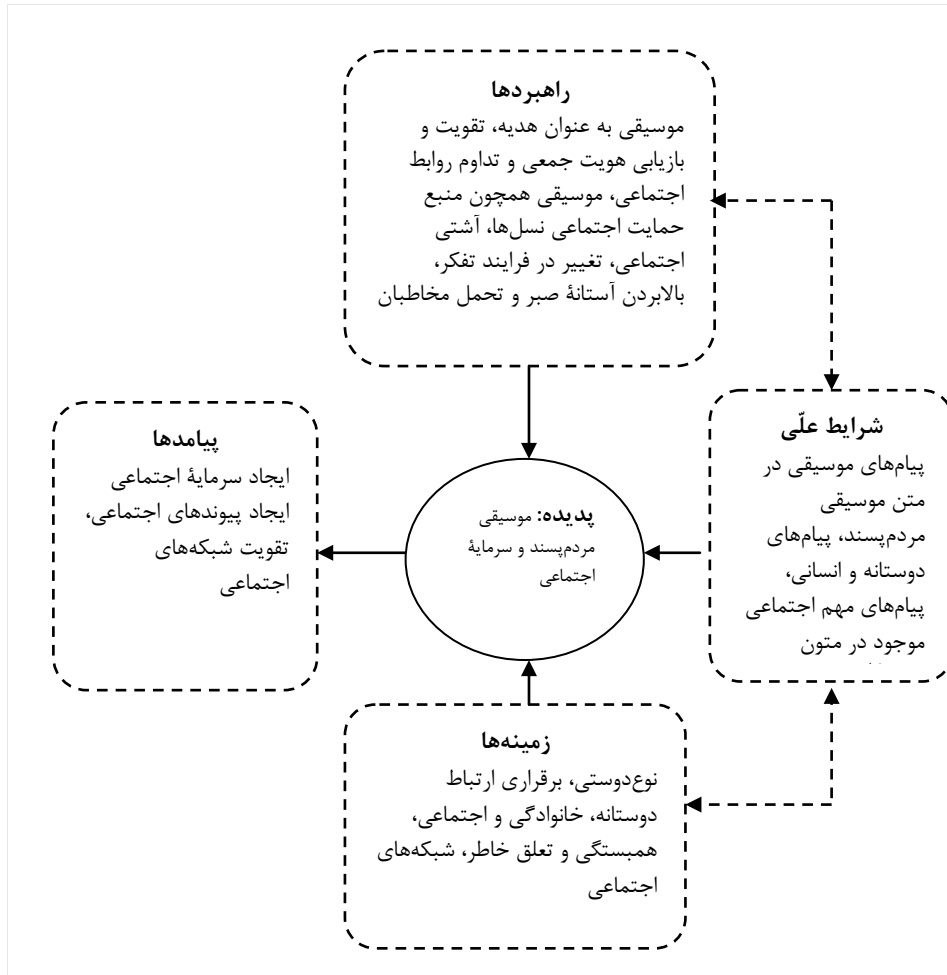 راهبردها
موسیقی به عنوان هدیه، تقویت و
بازیابی هویت جمعی و تداوم روابط
اجتماعی، موسیقی همچون منبع
حمایت اجتماعی نسل‌ها، آشتی
اجتماعی، تغییر در فرایند تفکر،
بالابردن آستانۀ صبر و تحمل مخاطبان
شرایط علّی
پیام‌های موسیقی در
متن موسیقی
مردم‌پسند، پیام‌های
دوستانه و انسانی،
پیام‌های مهم اجتماعی
موجود در متون
پدیده: موسیقی
مردم‌پسند و سرمایۀ
اجتماعی
پیامدها
ایجاد سرمایۀ اجتماعی
ایجاد پیوندهای اجتماعی،
تقویت شبکه‌های
اجتماعی
زمینه‌ها
نوع‌دوستی، برقراری ارتباط
دوستانه، خانوادگی و اجتماعی،
همبستگی و تعلق خاطر، شبکه‌های
اجتماعی